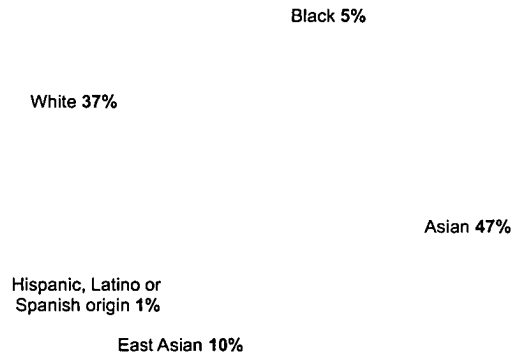 Black 5%
White 37%
Asian 47%
Hispanic, Latino or
Spanish origin 1%
East Asian 10%